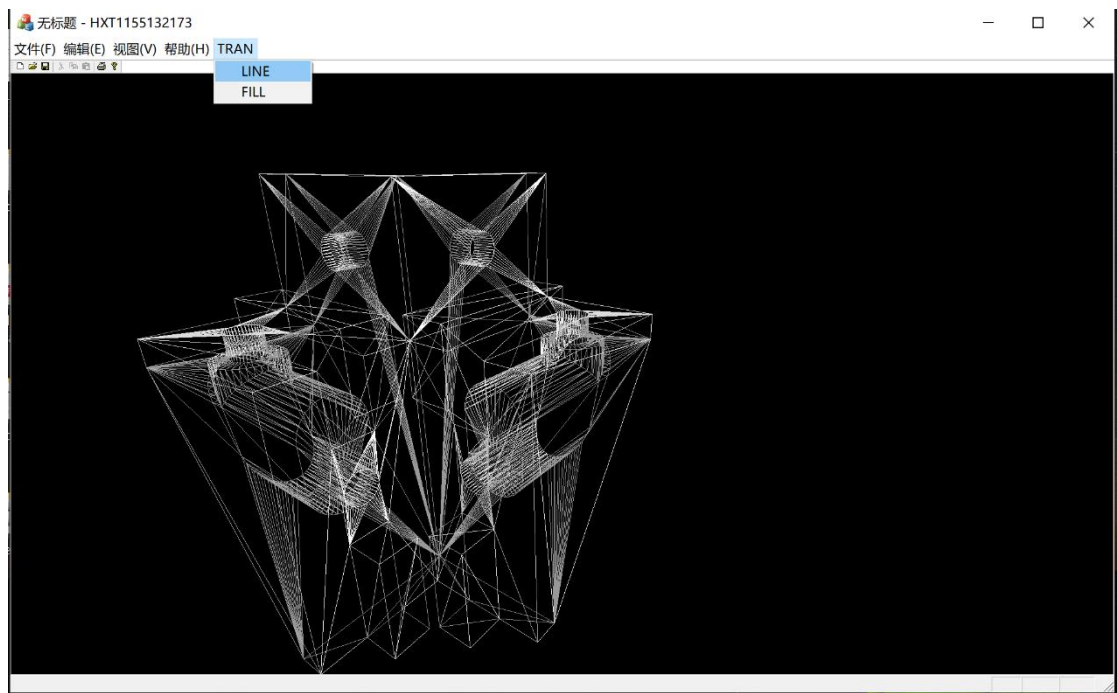 无标题 - HXT1155132173
文件(F) 编辑(E) 视图(V) 帮助(H) TRAN
LINE
FILL